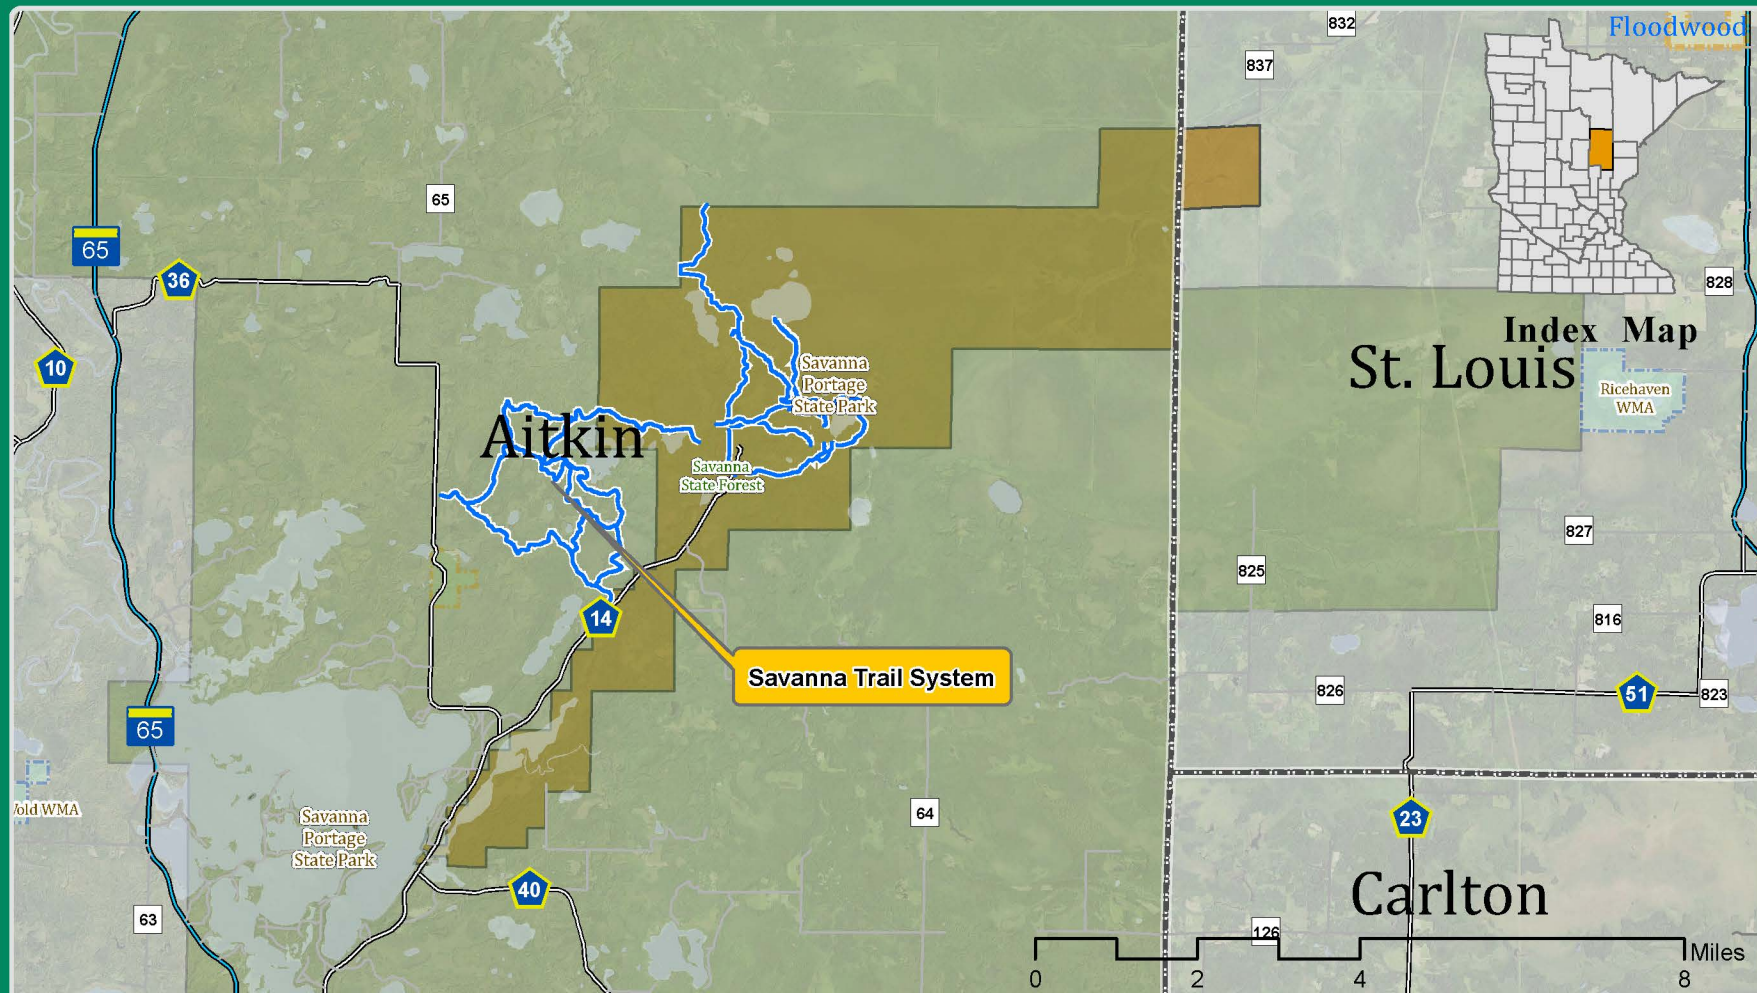 832
Floodwood
837
65
65
36
828
Index Map
10
St. Louis
Savanna
Portage
State Park
Ricehaven
WMA
Aitkin
Savanna
State Forest
827
825
14
816
Savanna Trail System
826
51
823
65
old WMA
Savanna
Portage
State Park
64
23
40
Carlton
63
126
Miles
0 2 4 8